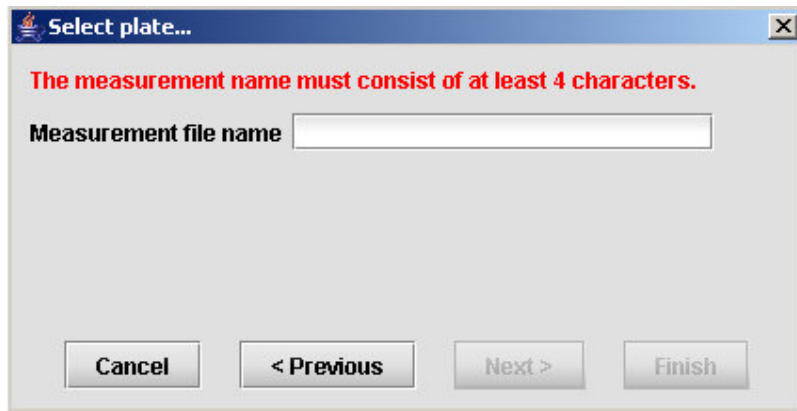 Select plate...
The measurement name must consist of at least 4 characters.
Measurement file name
Cancel < Previous Next > Finish